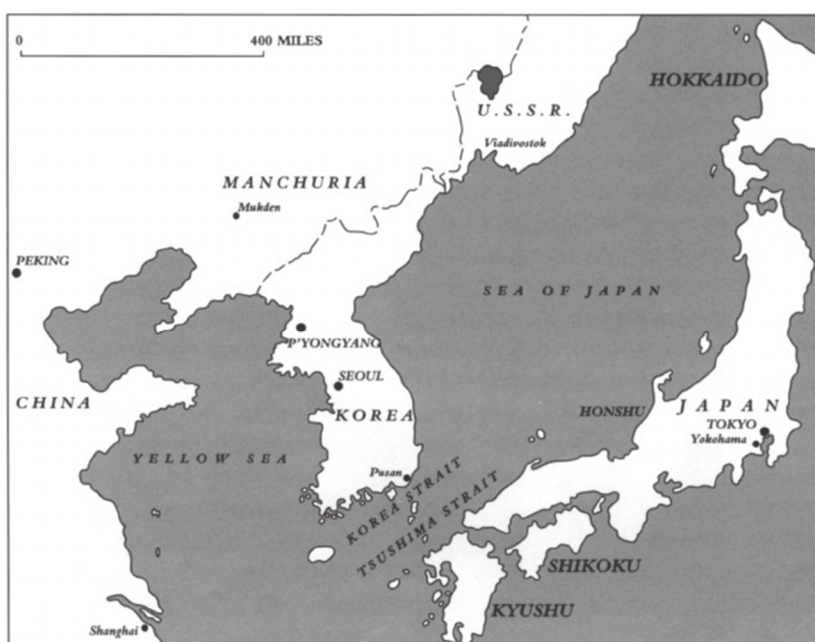 0 400 MILES
HOKKAIDO
U.S.S.R.
Vladivostok
MANCHURIA
Mukden
PEKING
SEA OF JAPAN
P'YONGYANG
SEOUL
CHINA
KOREA
HONSHU
JAPAN
TOKYO
Yokohama
YELLOW SEA
Pusan
KOREA STRAIT
TSUSHIMA STRAIT
SHIKOKU
KYUSHU
Shanghai